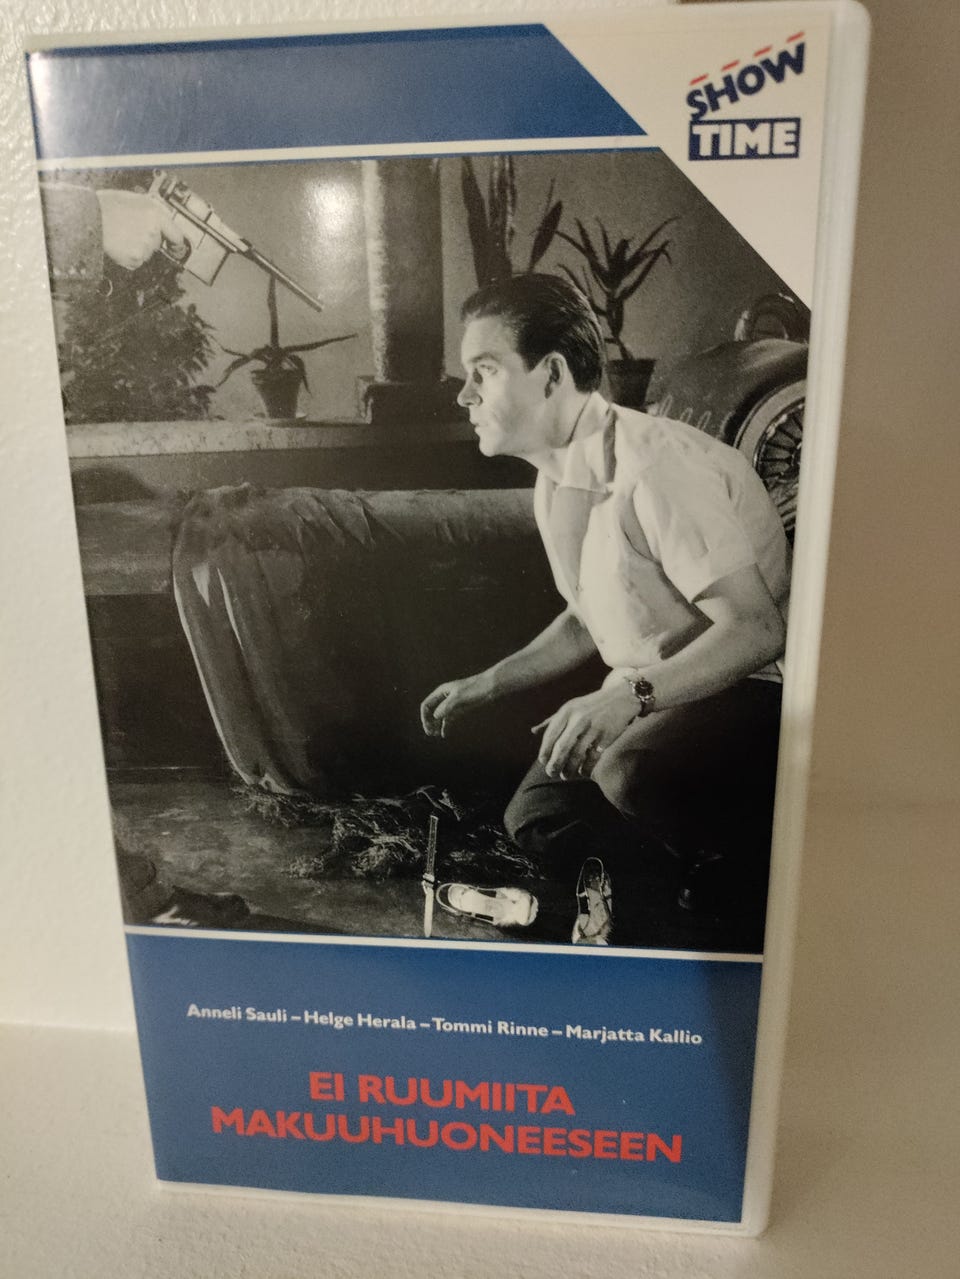 SHOW
TIME
Anneli Sauli – Helge Herala – Tommi Rinne – Marjatta Kallio
EI RUUMIITA
MAKUUHUONEESEEN